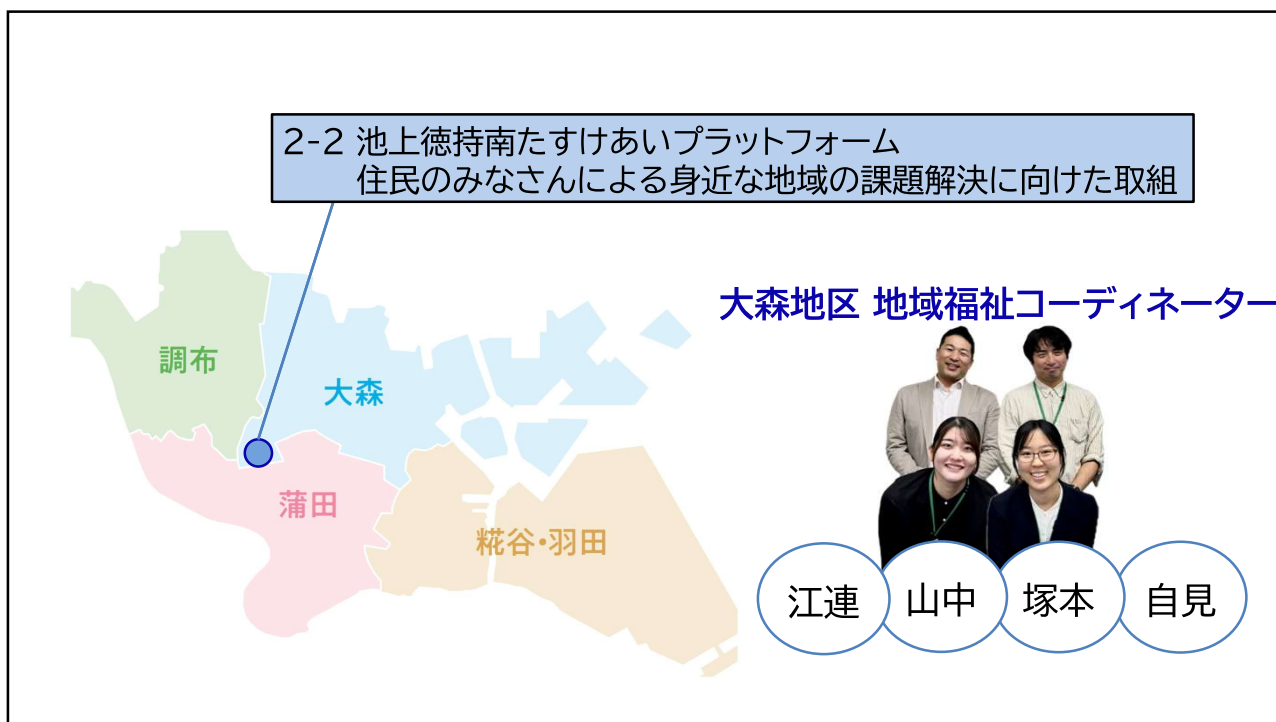 2-2 池上徳持南たすけあいプラットフォーム
住民のみなさんによる身近な地域の課題解決に向けた取組
大森地区 地域福祉コーディネーター
調布
大森
蒲田
糀谷・羽田
江連
山中
塚本
自見